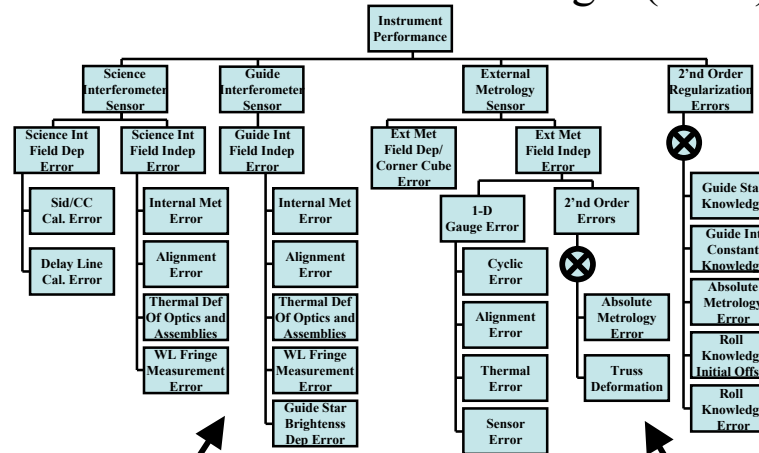 Instrument
Performance
Science
Interferometer
Sensor
Guide
Interferometer
Sensor
External
Metrology
Sensor
2'nd Order
Regularization
Errors
Science Int
Field Dep
Error
Science Int
Field Indep
Error
Guide Int
Field Indep
Error
Ext Met
Field Dep/
Corner Cube
Error
Ext Met
Field Indep
Error
Sid/CC
Cal. Error
Delay Line
Cal. Error
Internal Met
Error
Alignment
Error
Thermal Def
Of Optics and
Assemblies
WL Fringe
Measurement
Error
Internal Met
Error
Alignment
Error
Thermal Def
Of Optics and
Assemblies
WL Fringe
Measurement
Error
Guide Star
Brightenss
Dep Error
1-D
Gauge Error
2'nd Order
Errors
Cyclic
Error
Alignment
Error
Thermal
Error
Sensor
Error
Absolute
Metrology
Error
Truss
Deformation
Guide Sta
Knowledg
Guide Int
Constant
Knowledg
Absolute
Metrology
Error
Roll
Knowledg
Initial Offs
Roll
Knowledg
Error